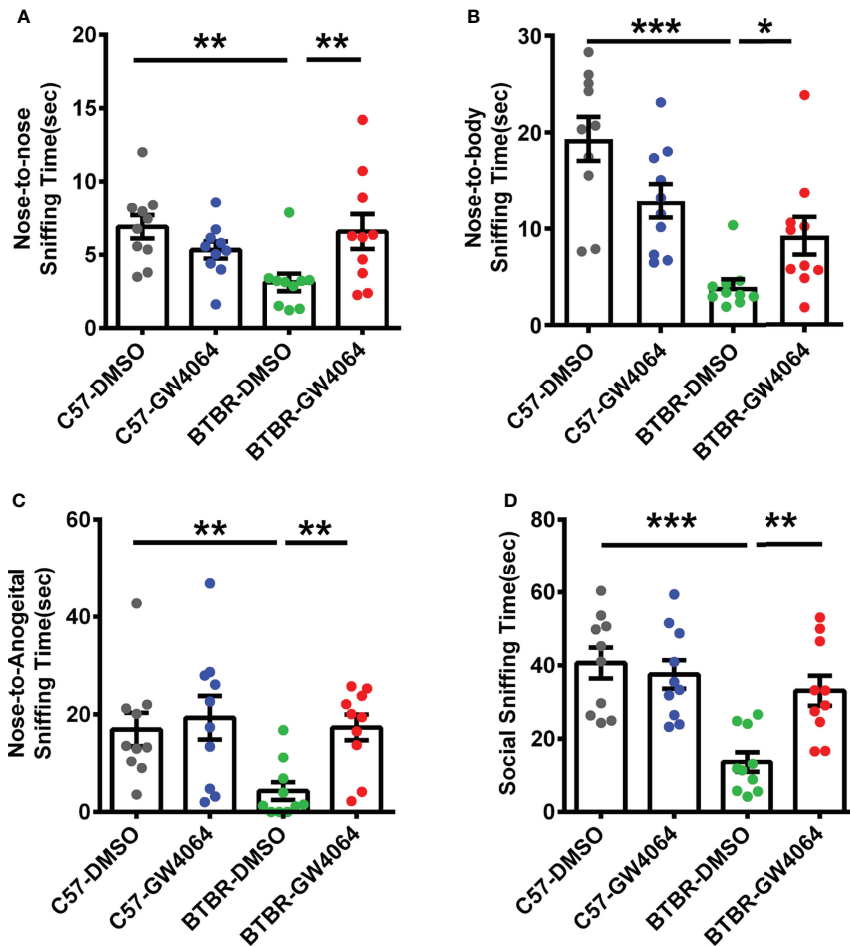 A
Nose-to-nose
Sniffing Time(sec)
20
15
10
5
0
**
**
C57-DMSO
C57-GW4064
BTBR-DMSO
BTBR-GW4064
B
Nose-to-body
Sniffing Time(sec)
30
20
10
0
***
*
C57-DMSO
C57-GW4064
BTBR-DMSO
BTBR-GW4064
C
Nose-to-Anogeital
Sniffing Time(sec)
60
40
20
0
**
**
C57-DMSO
C57-GW4064
BTBR-DMSO
BTBR-GW4064
D
Social Sniffing Time(sec)
80
60
40
20
0
***
**
C57-DMSO
C57-GW4064
BTBR-DMSO
BTBR-GW4064